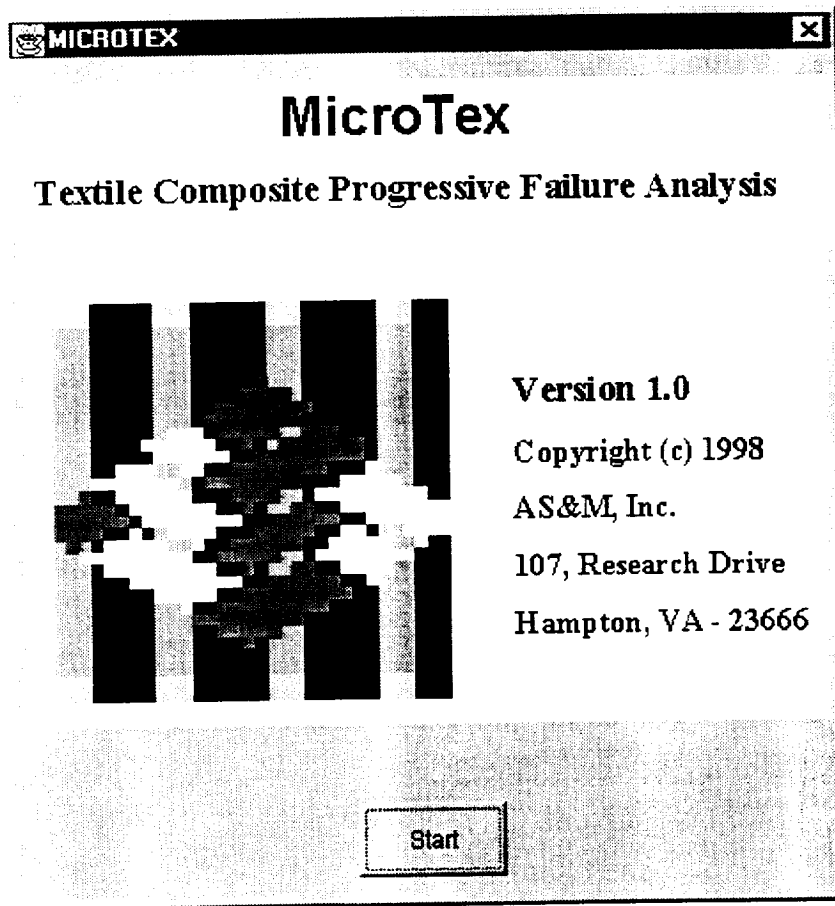 MICROTEX
MicroTex
Textile Composite Progressive Failure Analysis
Version 1.0
Copyright (c) 1998
AS&M, Inc.
107, Research Drive
Hampton, VA - 23666
Start